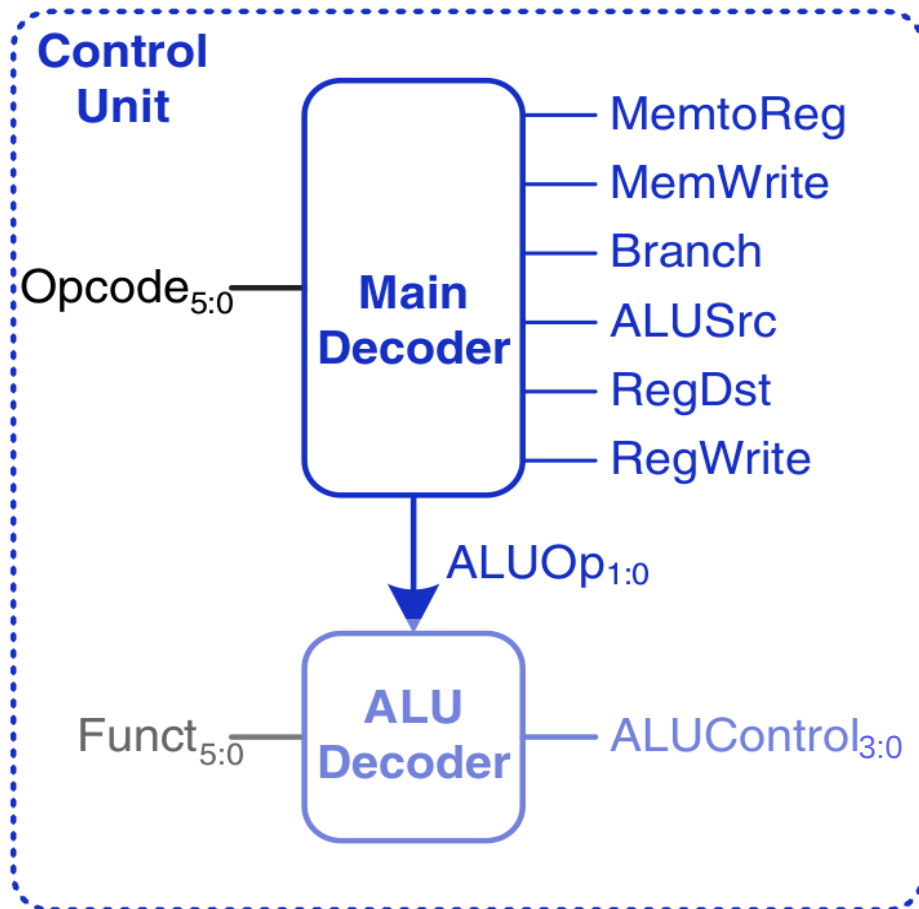 Control
Unit
MemtoReg
MemWrite
Branch
Opcode5:0
Main
Decoder
ALUSrc
RegDst
RegWrite
ALUOp1:0
ALU
Decoder
Funct5:0
ALUControl3:0